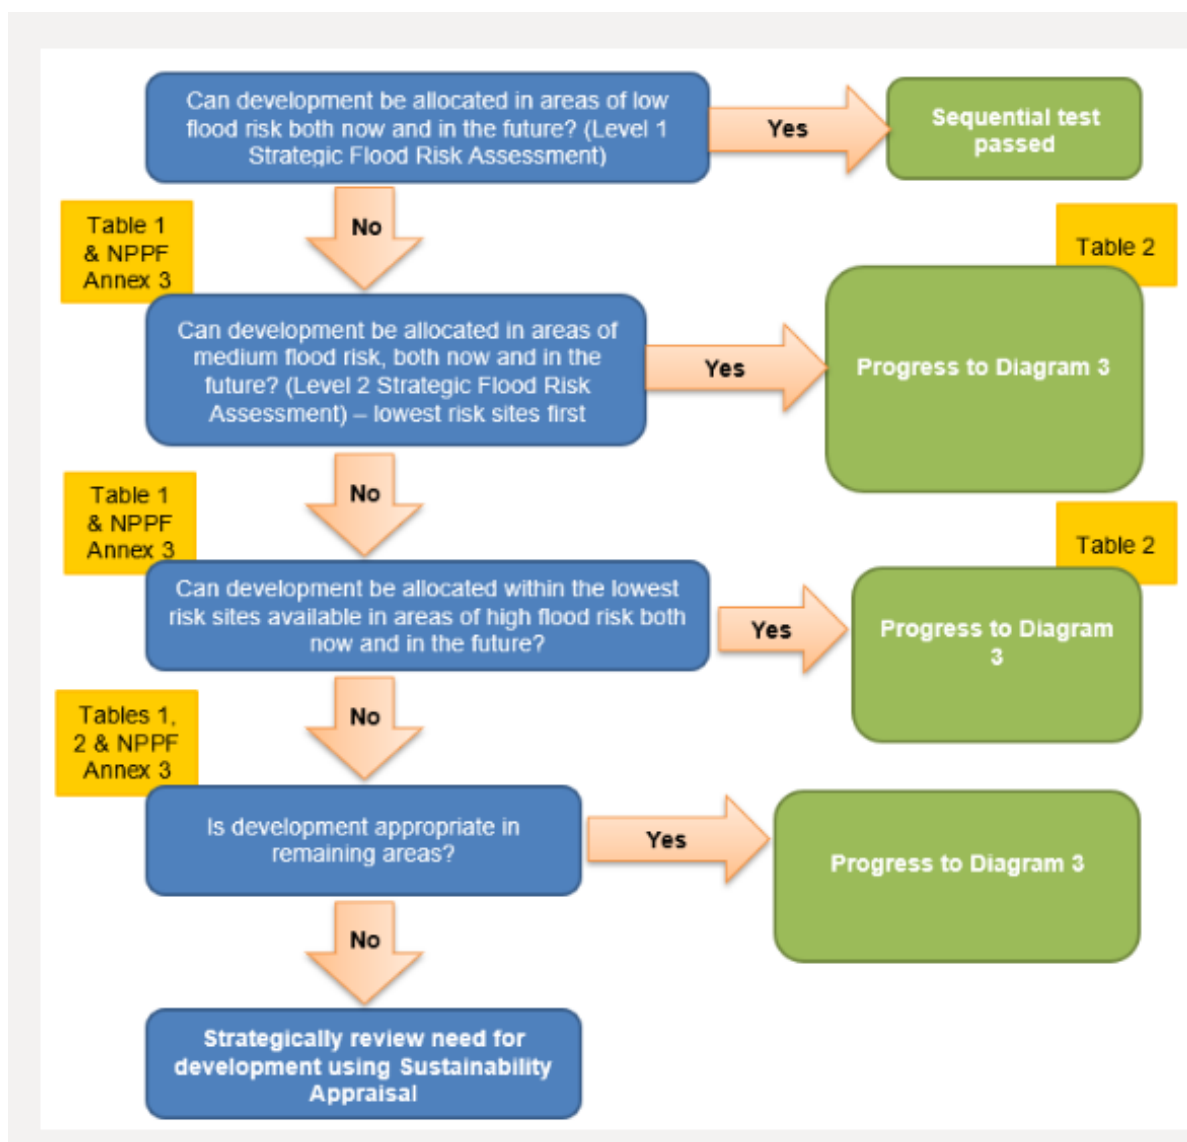 Can development be allocated in areas of low
flood risk both now and in the future? (Level 1
Strategic Flood Risk Assessment)
Yes
Sequential test
passed
No
Table 1
& NPPF
Annex 3
Table 2
Can development be allocated in areas of
medium flood risk, both now and in the
future? (Level 2 Strategic Flood Risk
Assessment) – lowest risk sites first
Yes
Progress to Diagram 3
No
Table 1
& NPPF
Annex 3
Table 2
Can development be allocated within the lowest
risk sites available in areas of high flood risk both
now and in the future?
Yes
Progress to Diagram
3
No
Tables 1,
2 & NPPF
Annex 3
Is development appropriate in
remaining areas?
Yes
Progress to Diagram 3
No
Strategically review need for
development using Sustainability
Appraisal